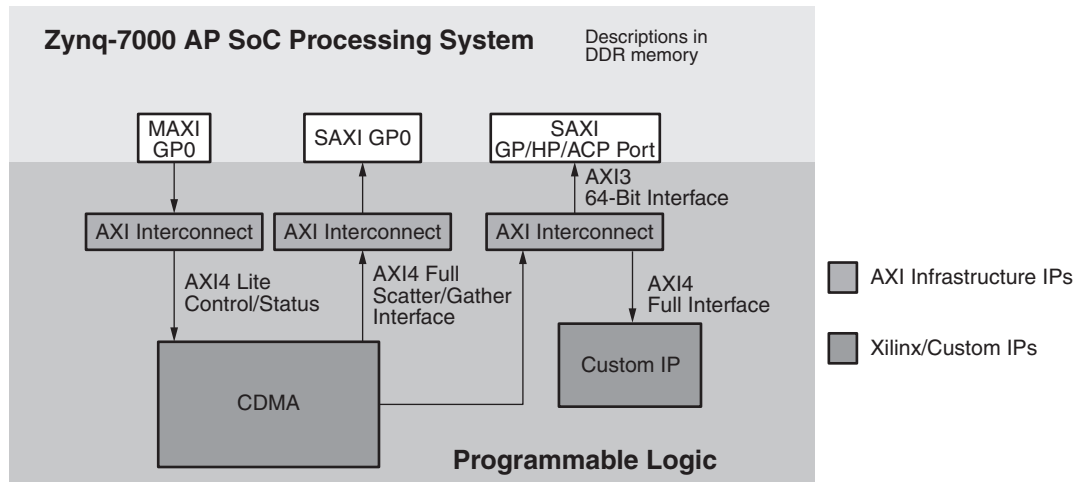 Zynq-7000 AP SoC Processing System
Descriptions in
DDR memory
MAXI
GP0
SAXI GP0
SAXI
GP/HP/ACP Port
AXI3
64-Bit Interface
AXI Interconnect
AXI Interconnect
AXI Interconnect
AXI4 Lite
Control/Status
AXI4 Full
Scatter/Gather
Interface
AXI4
Full Interface
CDMA
Custom IP
Programmable Logic
AXI Infrastructure IPs
Xilinx/Custom IPs